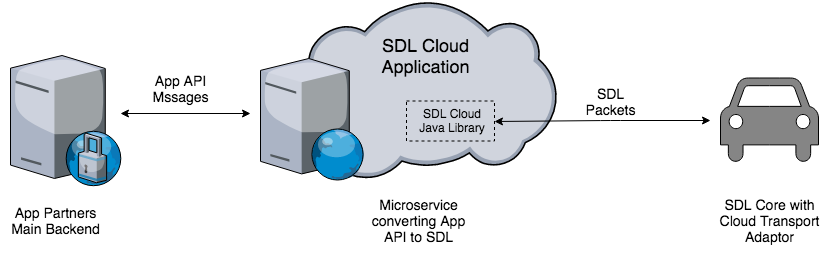 SDL Cloud
Application
App API
Mssages
SDL Cloud
Java Library
SDL
Packets
App Partners
Main Backend
Microservice
converting App
API to SDL
SDL Core with
Cloud Transport
Adaptor